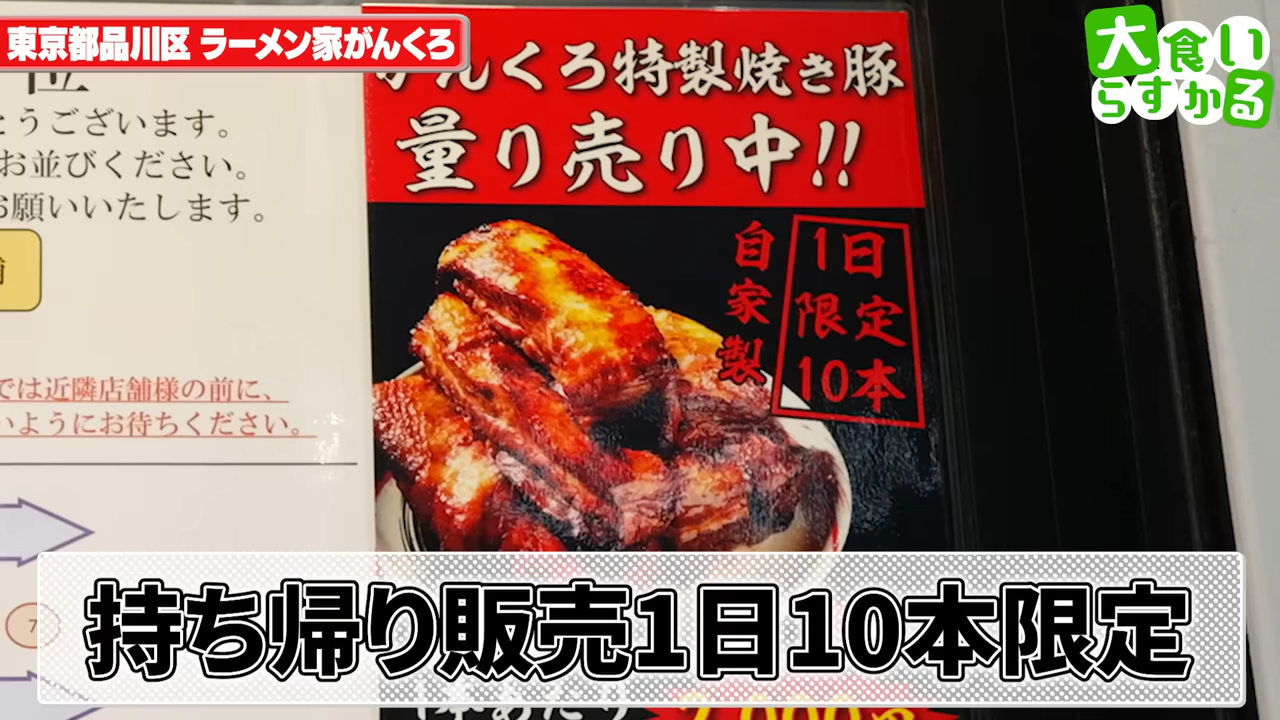 東京都品川区 ラーメン家がんくろ
大食い
らすかる
がんくろ特製焼き豚
量り売り中!!
自家製
1日
限定
10本
とうございます。
お並びください。
お願いいたします。
では近隣店舗様の前に、
いようにお待ちください。
7
持ち帰り販売1日10本限定